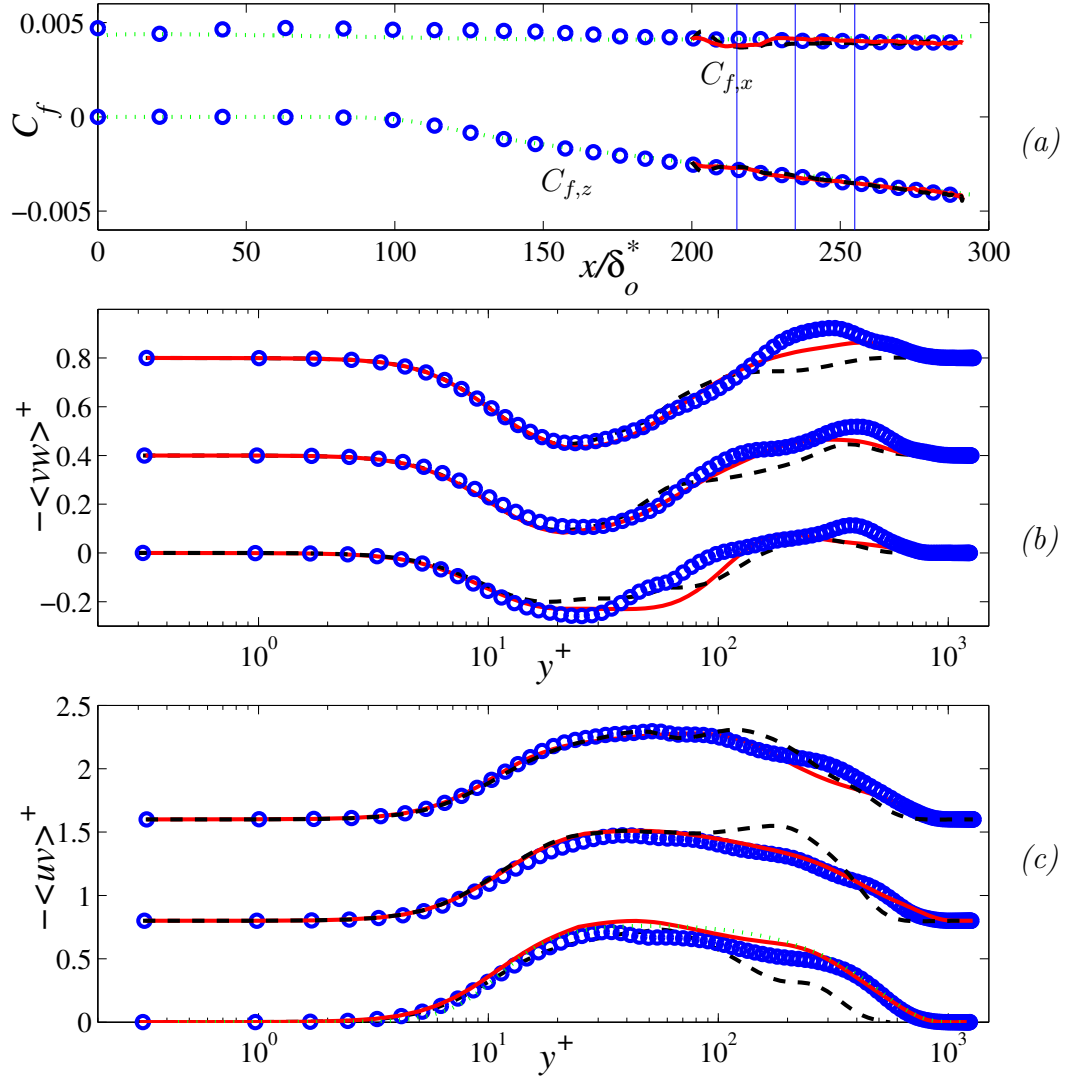 0.005
0
−0.005
C_f
C_{f,x}
C_{f,z}
(a)
0 50 100 150 200 250 300
x/δ_o^*
0.8
0.6
0.4
0.2
0
−0.2
−<vw>^+
(b)
10^0 10^1 10^2 10^3
y^+
2.5
2
1.5
1
0.5
0
−<uv>^+
(c)
10^0 10^1 10^2 10^3
y^+